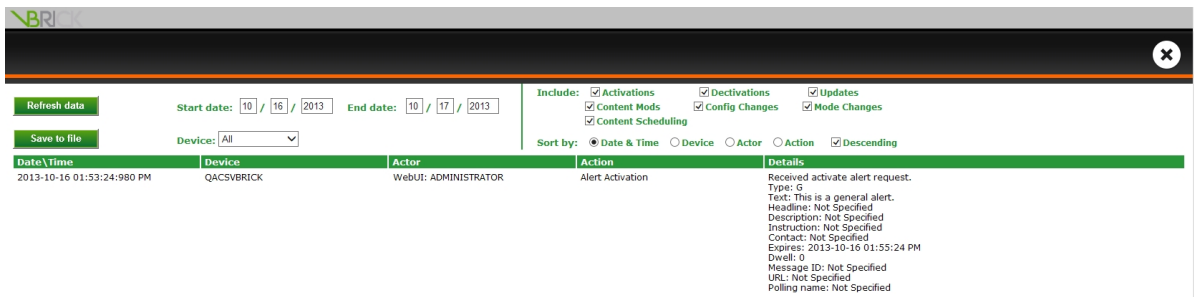 VBRICK
Include: Activations Dectivations Updates
Refresh data Start date: 10 / 16 / 2013 End date: 10 / 17 / 2013 Content Mods Config Changes Mode Changes
Content Scheduling
Save to file Device: All Sort by: Date & Time Device Actor Action Descending
Date\Time Device Actor Action Details
2013-10-16 01:53:24:980 PM QACSVBRICK WebUI: ADMINISTRATOR Alert Activation Received activate alert request.
Type: G
Text: This is a general alert.
Headline: Not Specified
Description: Not Specified
Instruction: Not Specified
Contact: Not Specified
Expires: 2013-10-16 01:55:24 PM
Dwell: 0
Message ID: Not Specified
URL: Not Specified
Polling name: Not Specified